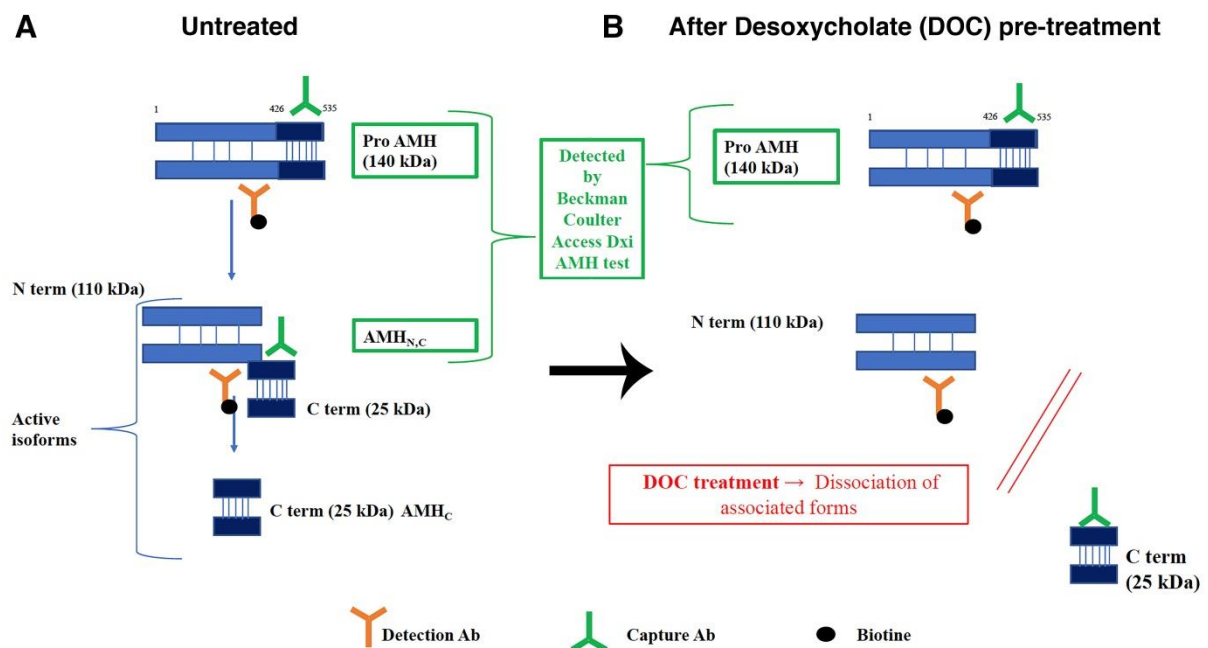 A
Untreated
B
After Desoxycholate (DOC) pre-treatment
1
426
535
Pro AMH
(140 kDa)
Detected
by
Beckman
Coulter
Access Dxi
AMH test
Pro AMH
(140 kDa)
1
426
535
N term (110 kDa)
AMHN,C
C term (25 kDa)
Active
isoforms
C term (25 kDa) AMHC
N term (110 kDa)
DOC treatment → Dissociation of
associated forms
C term
(25 kDa)
Detection Ab
Capture Ab
Biotine